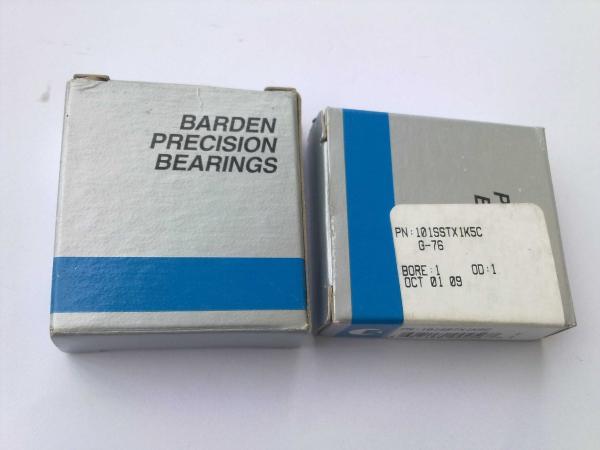 BARDEN
PRECISION
BEARINGS
PN:101SSTX1K5C
G-76
BORE:1 OD:1
OCT 01 09